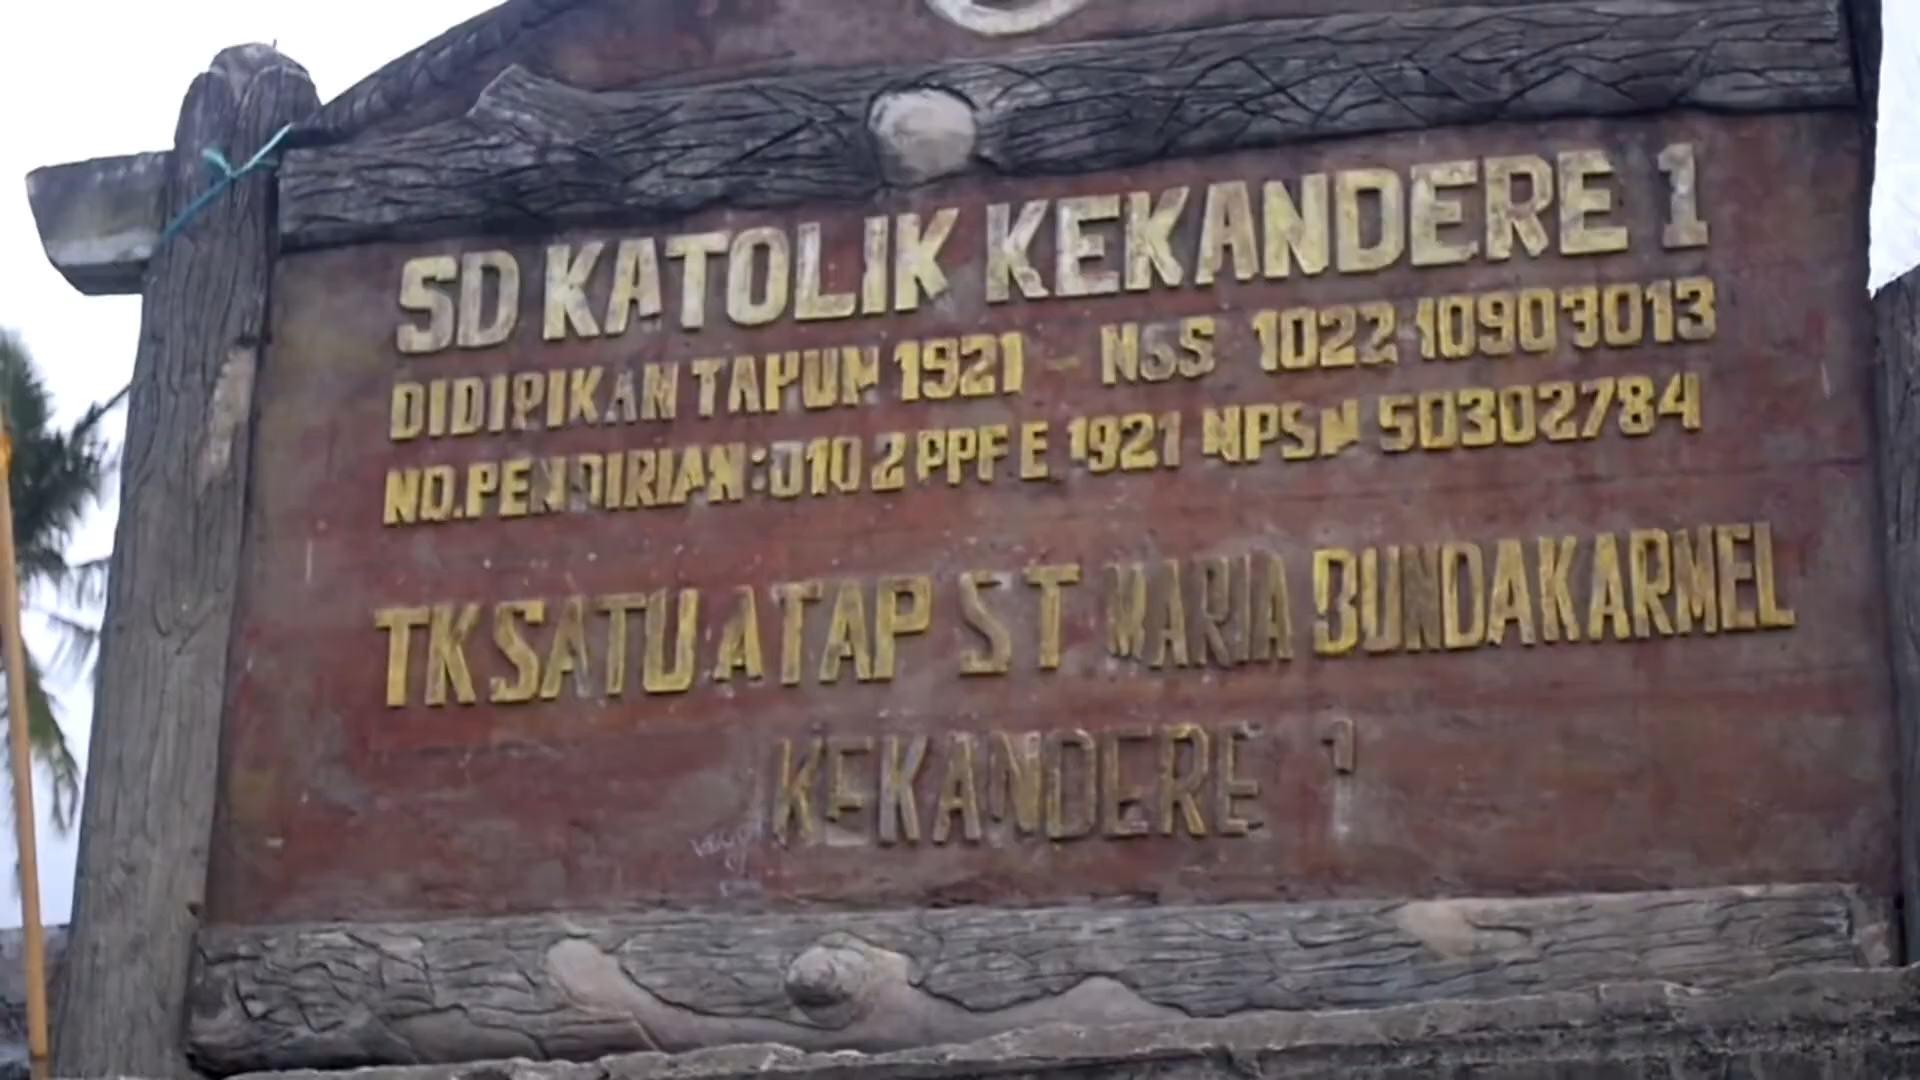 SD KATOLIK KEKANDERE 1
DIDIPIKAN TAHUN 1921 - NSS 1022 10903013
NO.PENDIRIAN:010 2 PPF E 1921 NPSN 50302784
TK SATU ATAP ST MARIA BUNDAKARMEL
KEKANDERE 1